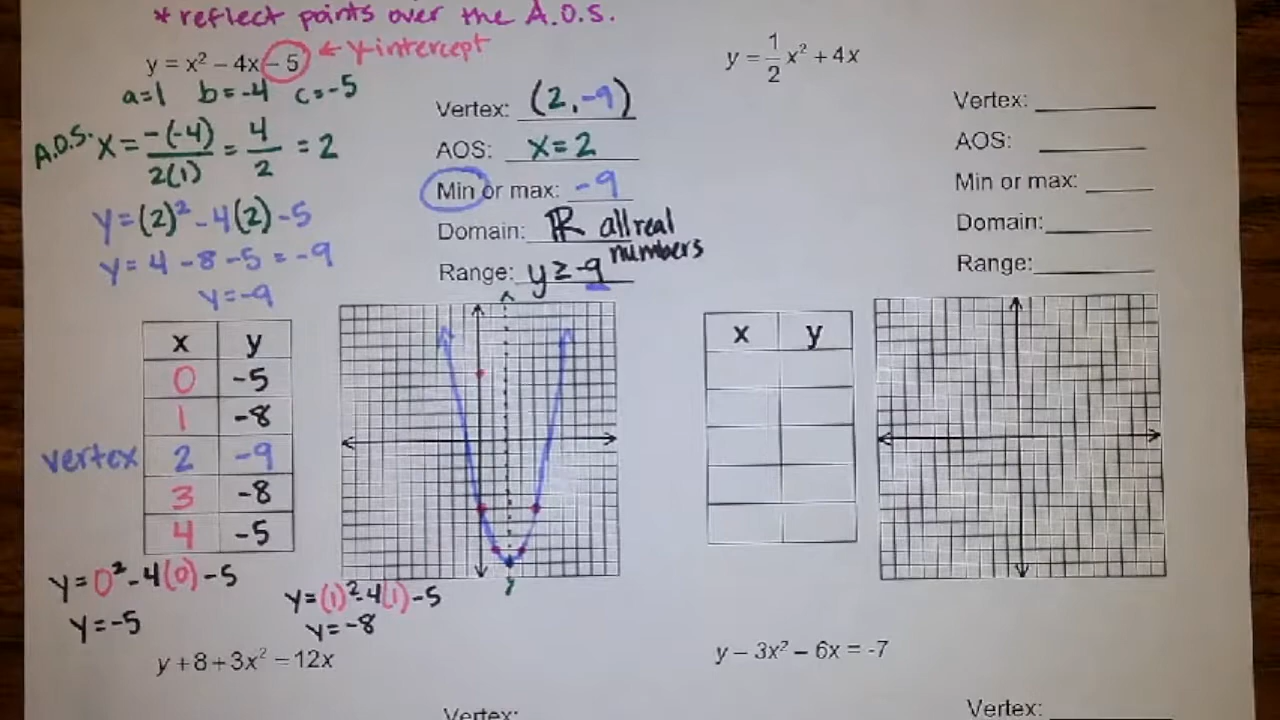 * reflect points over the A.O.S.
y = x² – 4x – 5 ← y-intercept
a=1 b=-4 c=-5
A.O.S. x = -(-4)/2(1) = 4/2 = 2
y=(2)² - 4(2) - 5
y= 4 - 8 - 5 = -9
y=-9
Vertex: (2,-9)
AOS: x=2
Min or max: -9
Domain: ℝ all real numbers
Range: y ≥ -9
x y
0 -5
1 -8
vertex 2 -9
3 -8
4 -5
y=0²-4(0)-5
y=-5
y=(1)²-4(1)-5
y=-8
y = 1/2 x² + 4x
Vertex:
AOS:
Min or max:
Domain:
Range:
x y
y + 8 + 3x² = 12x
Vertex:
y – 3x² – 6x = -7
Vertex: